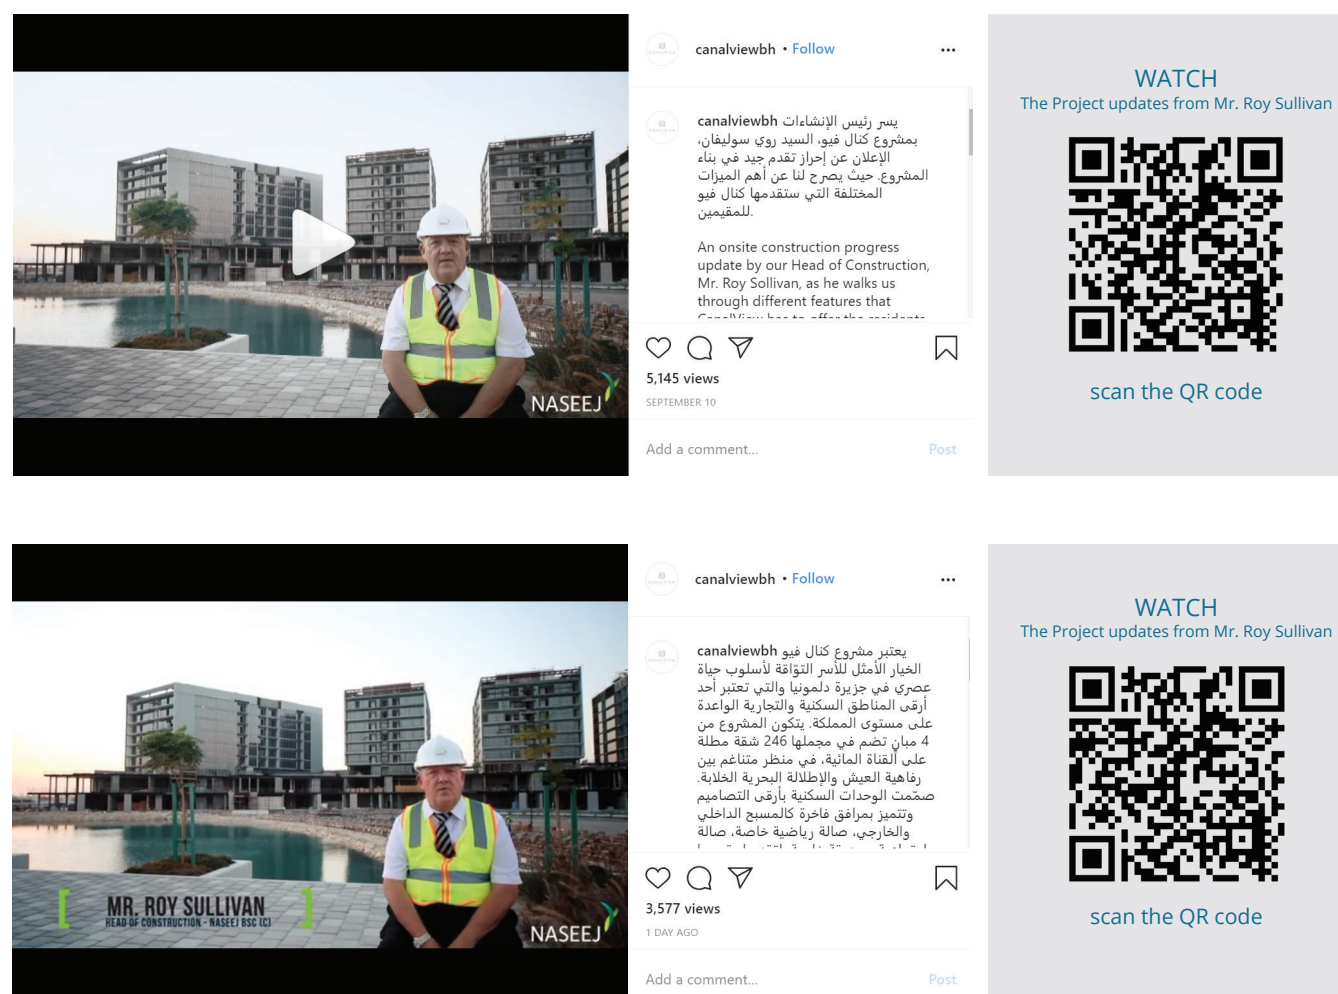 canalviewbh • Follow
canalviewbh يسر رئيس الإنشاءات
بمشروع كنال فيو، السيد روي سوليفان،
الإعلان عن إحراز تقدم جيد في بناء
المشروع. حيث يصرح لنا عن أهم الميزات
المختلفة التي ستقدمها كنال فيو
للمقيمين.
An onsite construction progress
update by our Head of Construction,
Mr. Roy Sollivan, as he walks us
through different features that
CanalView has to offer the residents
5,145 views
SEPTEMBER 10
Add a comment... Post
NASEEJ
WATCH
The Project updates from Mr. Roy Sullivan
scan the QR code
canalviewbh • Follow
canalviewbh يعتبر مشروع كنال فيو
الخيار الأمثل للأسر التوّاقة لأسلوب حياة
عصري في جزيرة دلمونيا والتي تعتبر أحد
أرقى المناطق السكنية والتجارية الواعدة
على مستوى المملكة. يتكون المشروع من
4 مبانٍ تضم في مجملها 246 شقة مطلة
على القناة المائية، في منظر متناغم بين
رفاهية العيش والإطلالة البحرية الخلابة.
صمّمت الوحدات السكنية بأرقى التصاميم
وتتميز بمرافق فاخرة كالمسبح الداخلي
والخارجي، صالة رياضية خاصة، صالة
3,577 views
1 DAY AGO
Add a comment... Post
MR. ROY SULLIVAN
HEAD OF CONSTRUCTION - NASEEJ BSC (C)
NASEEJ
WATCH
The Project updates from Mr. Roy Sullivan
scan the QR code